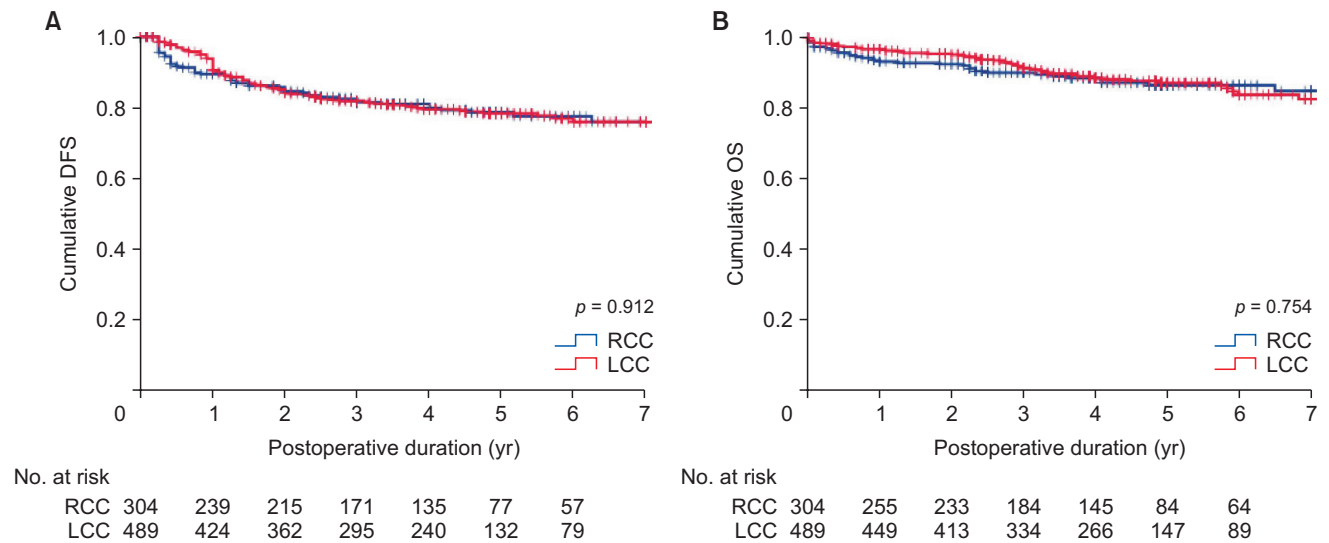 A
1.0
0.8
0.6
0.4
0.2
Cumulative DFS
p = 0.912
RCC
LCC
0 1 2 3 4 5 6 7
Postoperative duration (yr)
No. at risk
RCC 304 239 215 171 135 77 57
LCC 489 424 362 295 240 132 79
B
1.0
0.8
0.6
0.4
0.2
Cumulative OS
p = 0.754
RCC
LCC
0 1 2 3 4 5 6 7
Postoperative duration (yr)
No. at risk
RCC 304 255 233 184 145 84 64
LCC 489 449 413 334 266 147 89